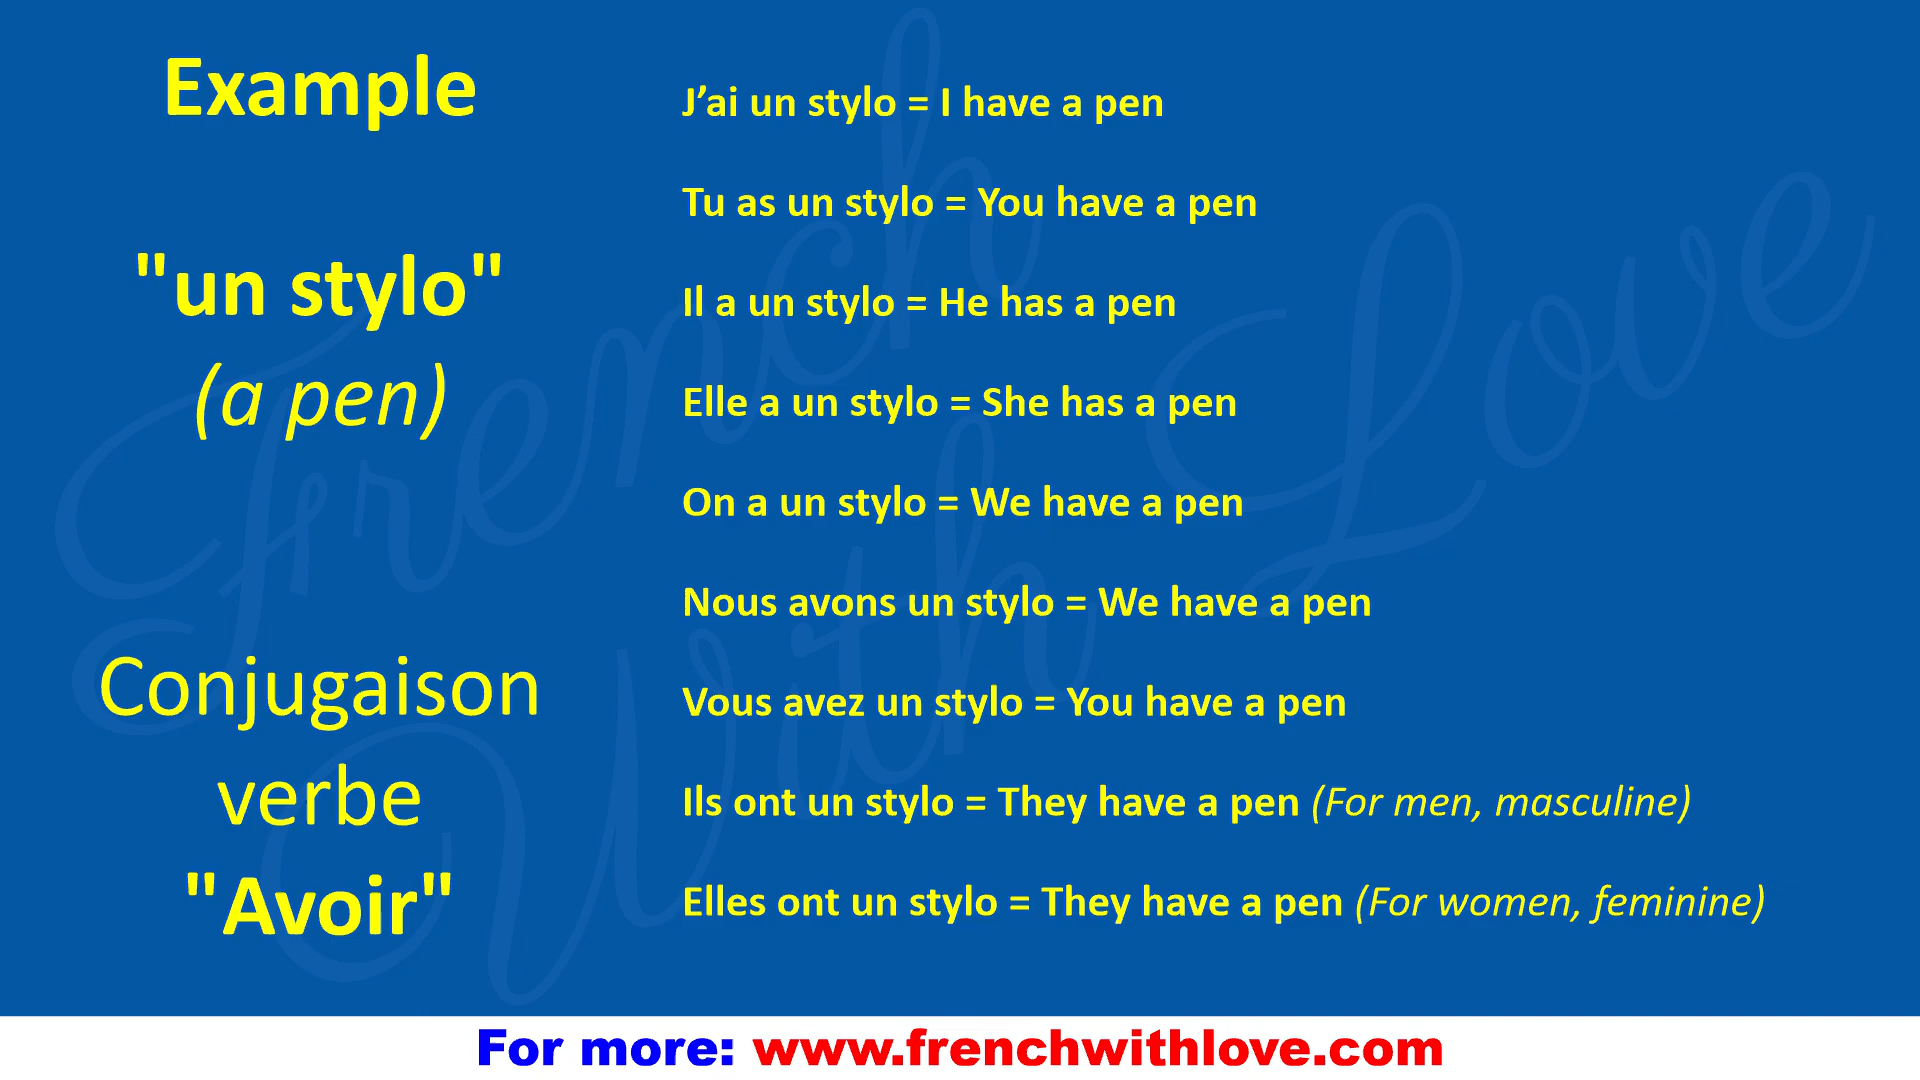 Example
"un stylo"
(a pen)
Conjugaison
verbe
"Avoir"
J’ai un stylo = I have a pen
Tu as un stylo = You have a pen
Il a un stylo = He has a pen
Elle a un stylo = She has a pen
On a un stylo = We have a pen
Nous avons un stylo = We have a pen
Vous avez un stylo = You have a pen
Ils ont un stylo = They have a pen (For men, masculine)
Elles ont un stylo = They have a pen (For women, feminine)
French
With Love
For more: www.frenchwithlove.com